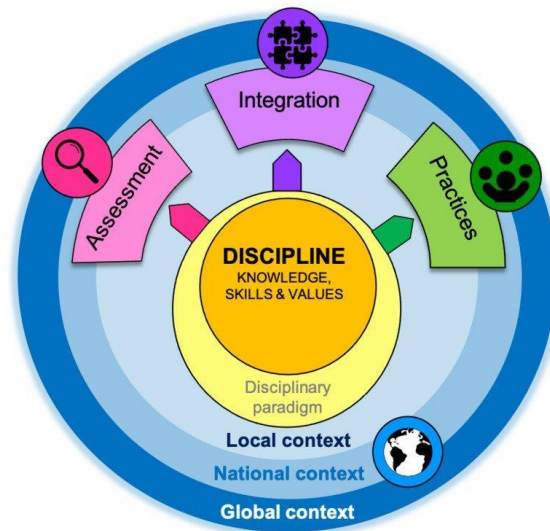 Integration
Assessment
Practices
DISCIPLINE
KNOWLEDGE,
SKILLS & VALUES
Disciplinary
paradigm
Local context
National context
Global context